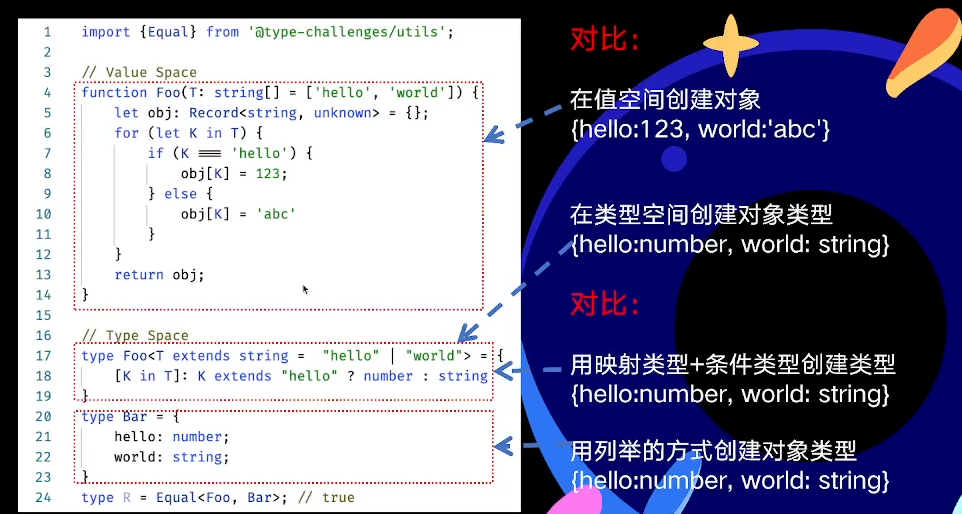 1 import {Equal} from '@type-challenges/utils';
2
3 // Value Space
4 function Foo(T: string[] = ['hello', 'world']) {
5 let obj: Record<string, unknown> = {};
6 for (let K in T) {
7 if (K === 'hello') {
8 obj[K] = 123;
9 } else {
10 obj[K] = 'abc'
11 }
12 }
13 return obj;
14 }
15
16 // Type Space
17 type Foo<T extends string = "hello" | "world"> = {
18 [K in T]: K extends "hello" ? number : string
19 }
20 type Bar = {
21 hello: number;
22 world: string;
23 }
24 type R = Equal<Foo, Bar>; // true
对比:
在值空间创建对象
{hello:123, world:'abc'}
在类型空间创建对象类型
{hello:number, world: string}
对比:
用映射类型+条件类型创建类型
{hello:number, world: string}
用列举的方式创建对象类型
{hello:number, world: string}